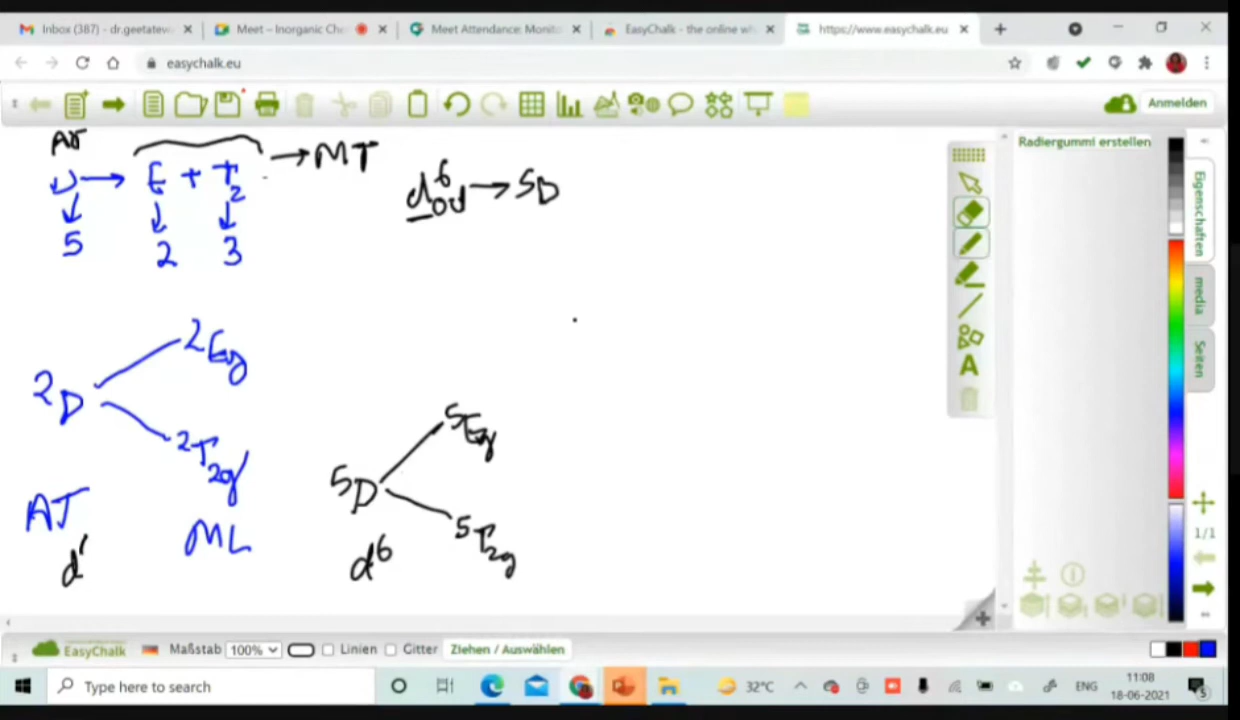 Inbox (387) - dr.geetatev
Meet – Inorganic Ch
Meet Attendance: Monito
EasyChalk - the online wh
https://www.easychalk.eu
easychalk.eu
Anmelden
Radiergummi erstellen
→ MT
D → E + T₂
5 2 3
d⁶ → 5D
2Eg
2D
2T2g
AT ML
d¹
5Eg
5D
5T2g
d⁶
A
Eigenschaften
media
Seiten
1/1
EasyChalk
Maßstab
100%
Linien
Gitter
Ziehen / Auswählen
Type here to search
32°C
ENG
11:08
18-06-2021
5